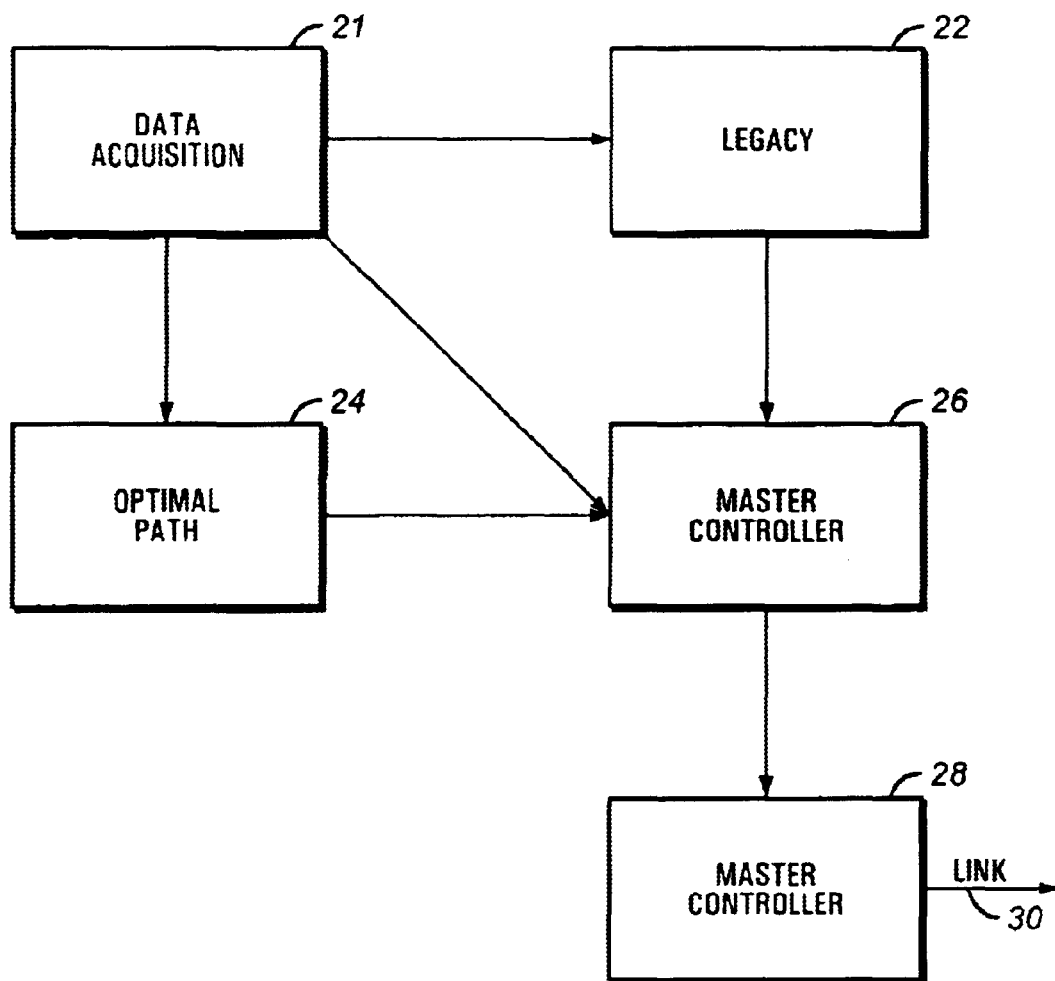 21
22
DATA
ACQUISITION
LEGACY
24
26
OPTIMAL
PATH
MASTER
CONTROLLER
28
MASTER
CONTROLLER
LINK
30